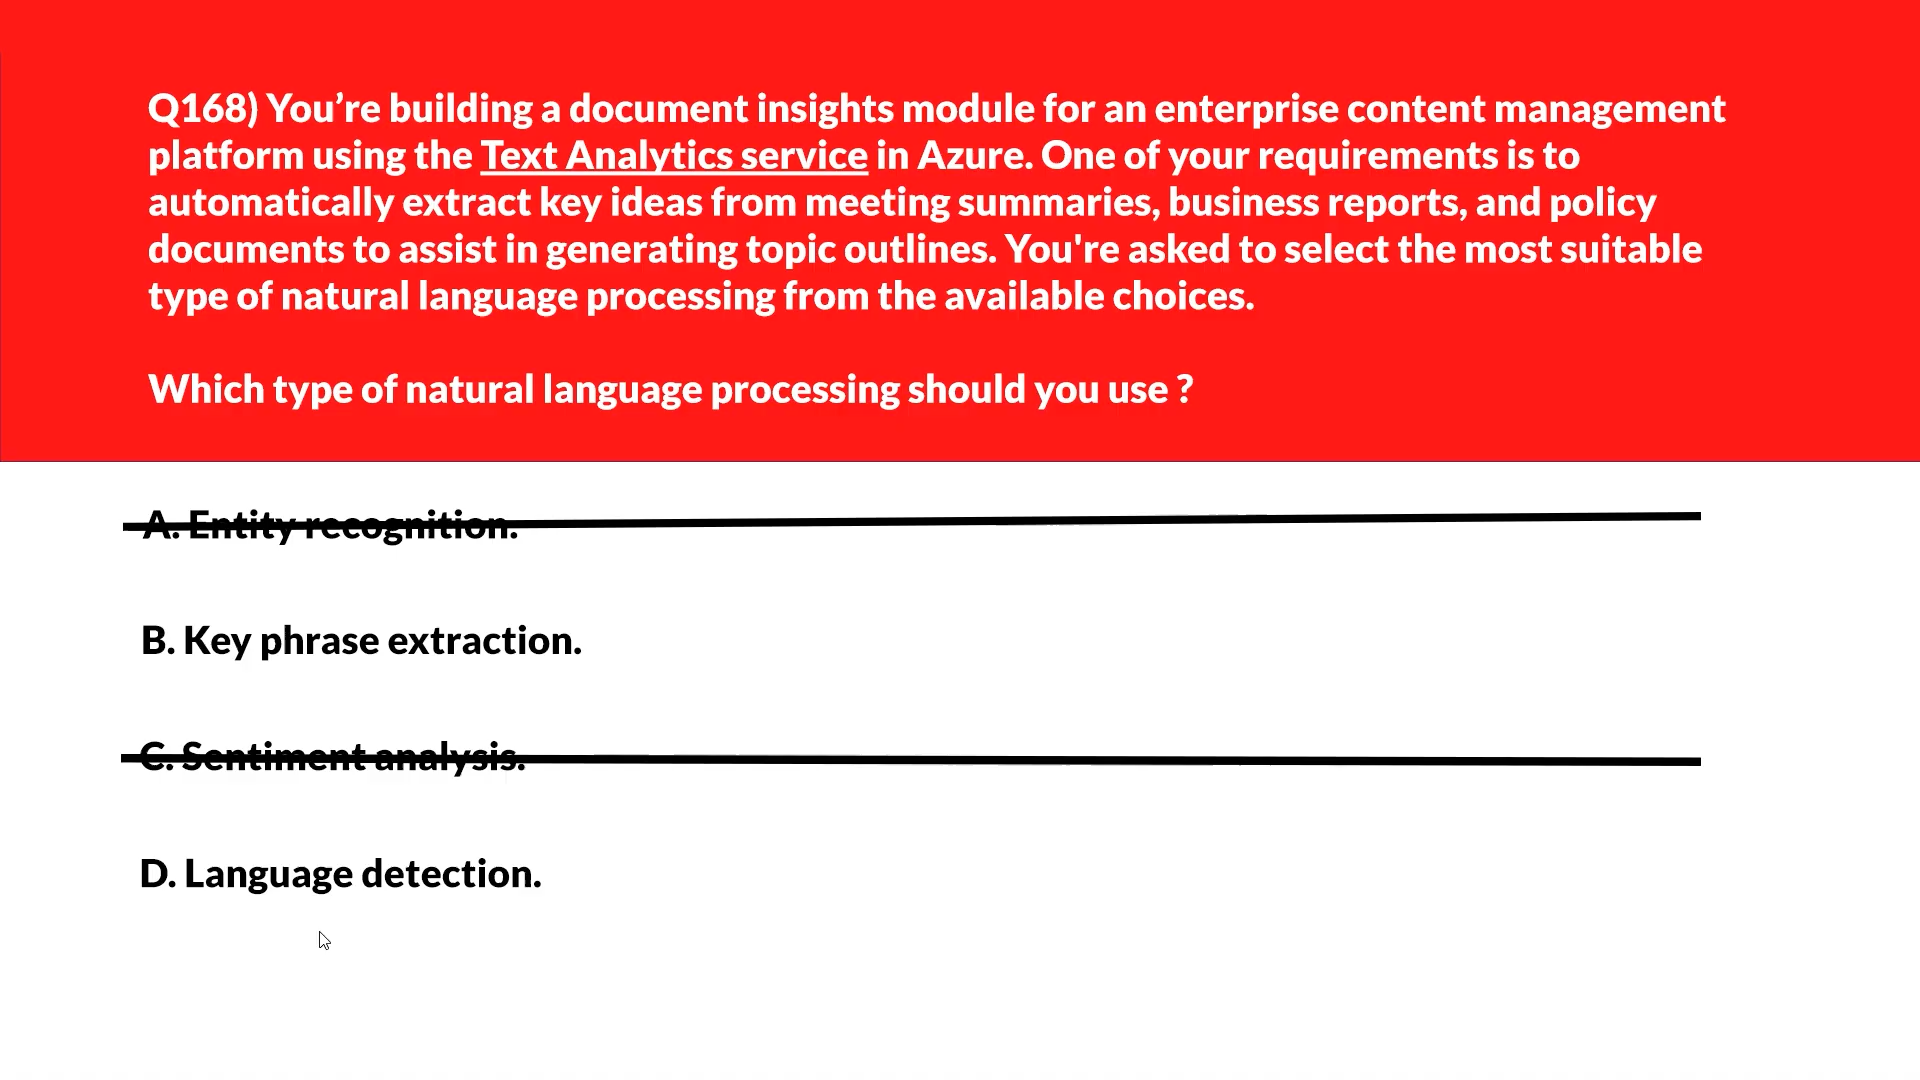 Q168) You’re building a document insights module for an enterprise content management
platform using the Text Analytics service in Azure. One of your requirements is to
automatically extract key ideas from meeting summaries, business reports, and policy
documents to assist in generating topic outlines. You're asked to select the most suitable
type of natural language processing from the available choices.
Which type of natural language processing should you use ?
A. Entity recognition.
B. Key phrase extraction.
C. Sentiment analysis.
D. Language detection.